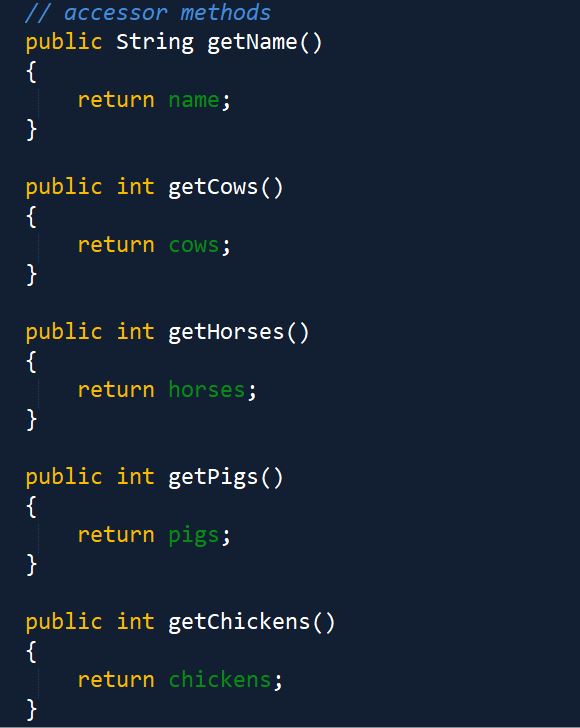 // accessor methods
public String getName()
{
    return name;
}

public int getCows()
{
    return cows;
}

public int getHorses()
{
    return horses;
}

public int getPigs()
{
    return pigs;
}

public int getChickens()
{
    return chickens;
}